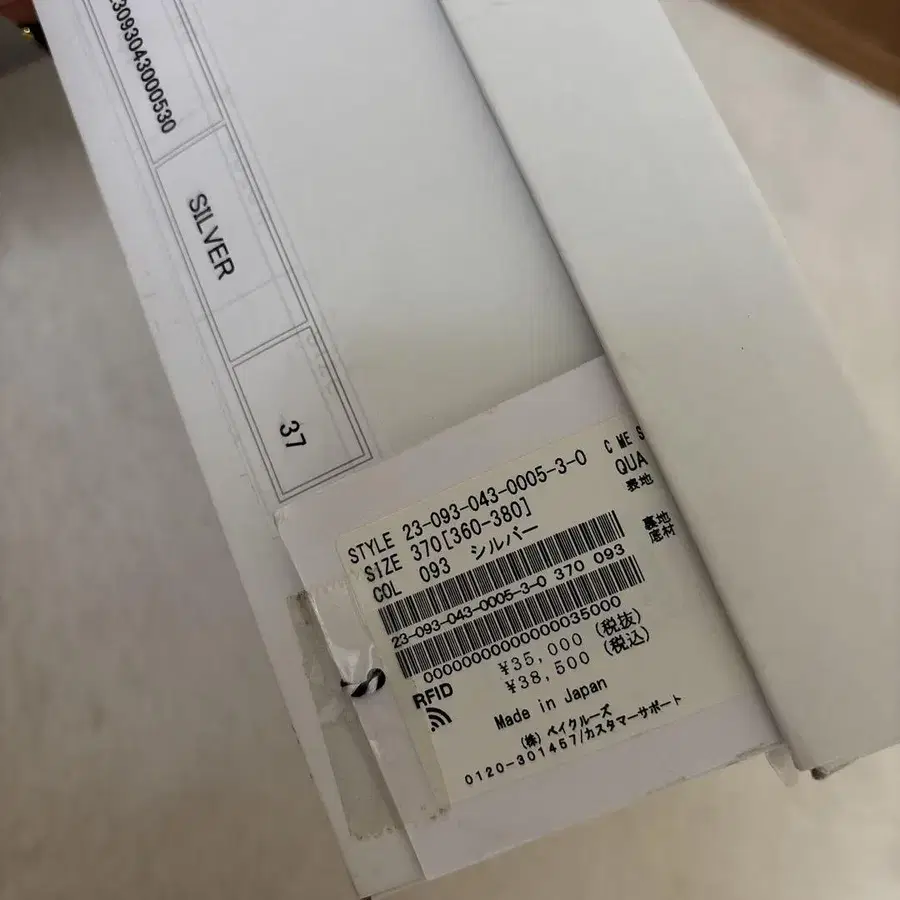 23093043000530
SILVER
37
STYLE 23-093-043-0005-3-0
SIZE 370[360-380]
COL 093 シルバー
23-093-043-0005-3-0 370 093
0000000000000000035000
¥35,000 (税抜)
¥38,500 (税込)
RFID
Made in Japan
(株) ベイクルーズ
0120-301457/カスタマーサポート
C ME S
QUA
表地
裏地
底材